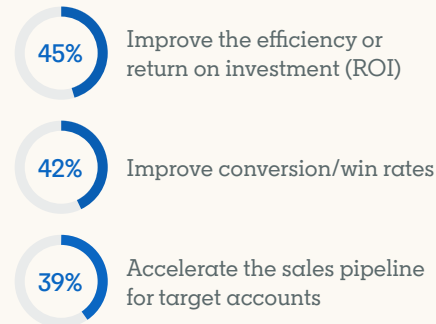 45%
Improve the efficiency or
return on investment (ROI)
42%
Improve conversion/win rates
39%
Accelerate the sales pipeline
for target accounts